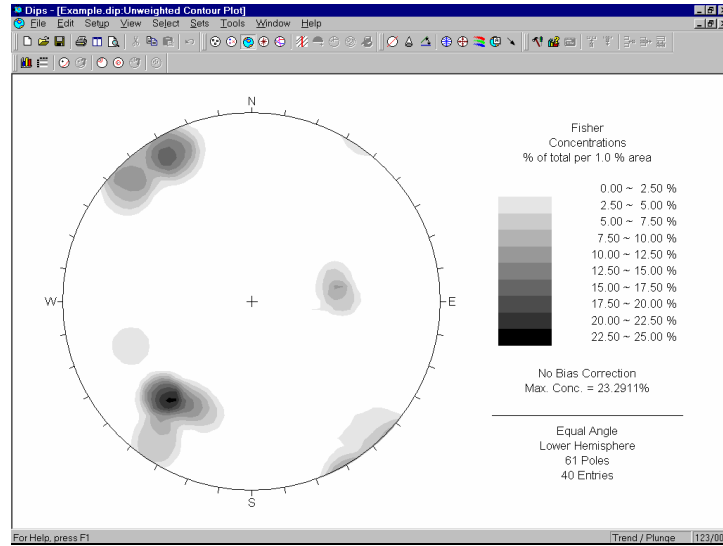 Dips - [Example.dip:Unweighted Contour Plot]
File Edit Setup View Select Sets Tools Window Help
N
W
E
S
Fisher
Concentrations
% of total per 1.0 % area
0.00 ~ 2.50 %
2.50 ~ 5.00 %
5.00 ~ 7.50 %
7.50 ~ 10.00 %
10.00 ~ 12.50 %
12.50 ~ 15.00 %
15.00 ~ 17.50 %
17.50 ~ 20.00 %
20.00 ~ 22.50 %
22.50 ~ 25.00 %
No Bias Correction
Max. Conc. = 23.2911%
Equal Angle
Lower Hemisphere
61 Poles
40 Entries
For Help, press F1
Trend / Plunge